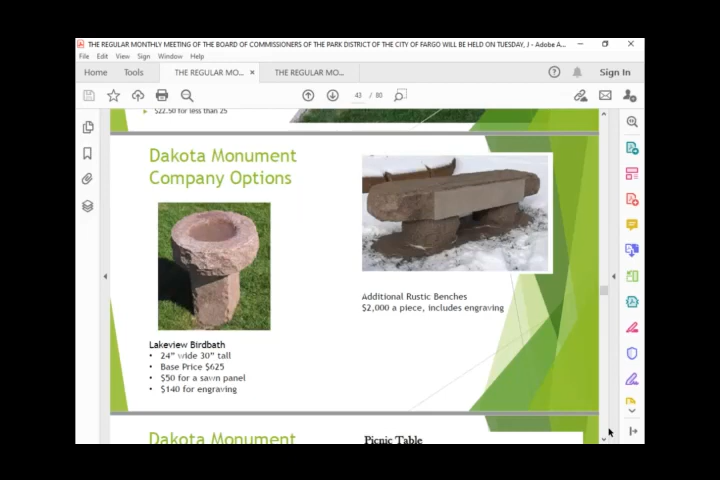 THE REGULAR MONTHLY MEETING OF THE BOARD OF COMMISSIONERS OF THE PARK DISTRICT OF THE CITY OF FARGO WILL BE HELD ON TUESDAY, J - Adobe A...
File Edit View Sign Window Help
Home Tools THE REGULAR MO... × THE REGULAR MO... Sign In
43 / 80
$22.50 for less than 25
Dakota Monument
Company Options
Additional Rustic Benches
$2,000 a piece, includes engraving
Lakeview Birdbath
• 24" wide 30" tall
• Base Price $625
• $50 for a sawn panel
• $140 for engraving
Dakota Monument
Picnic Table